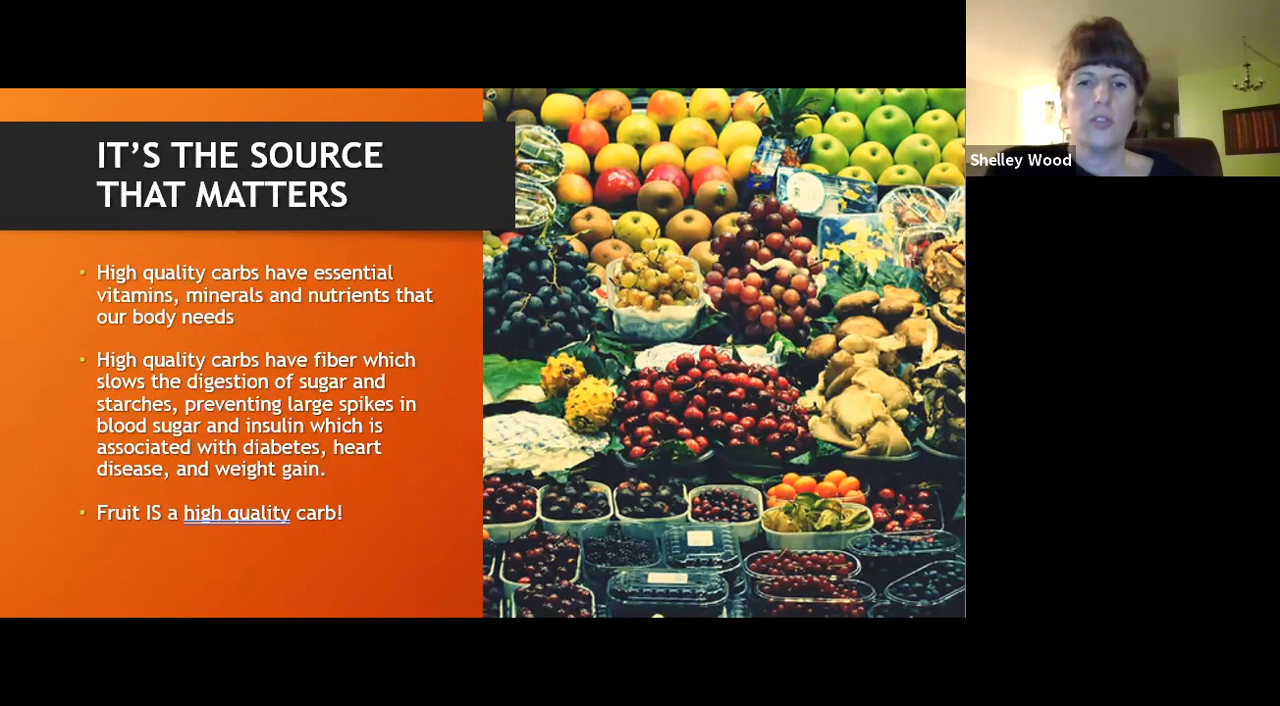 IT'S THE SOURCE
THAT MATTERS
• High quality carbs have essential
vitamins, minerals and nutrients that
our body needs
• High quality carbs have fiber which
slows the digestion of sugar and
starches, preventing large spikes in
blood sugar and insulin which is
associated with diabetes, heart
disease, and weight gain.
• Fruit IS a high quality carb!
Shelley Wood